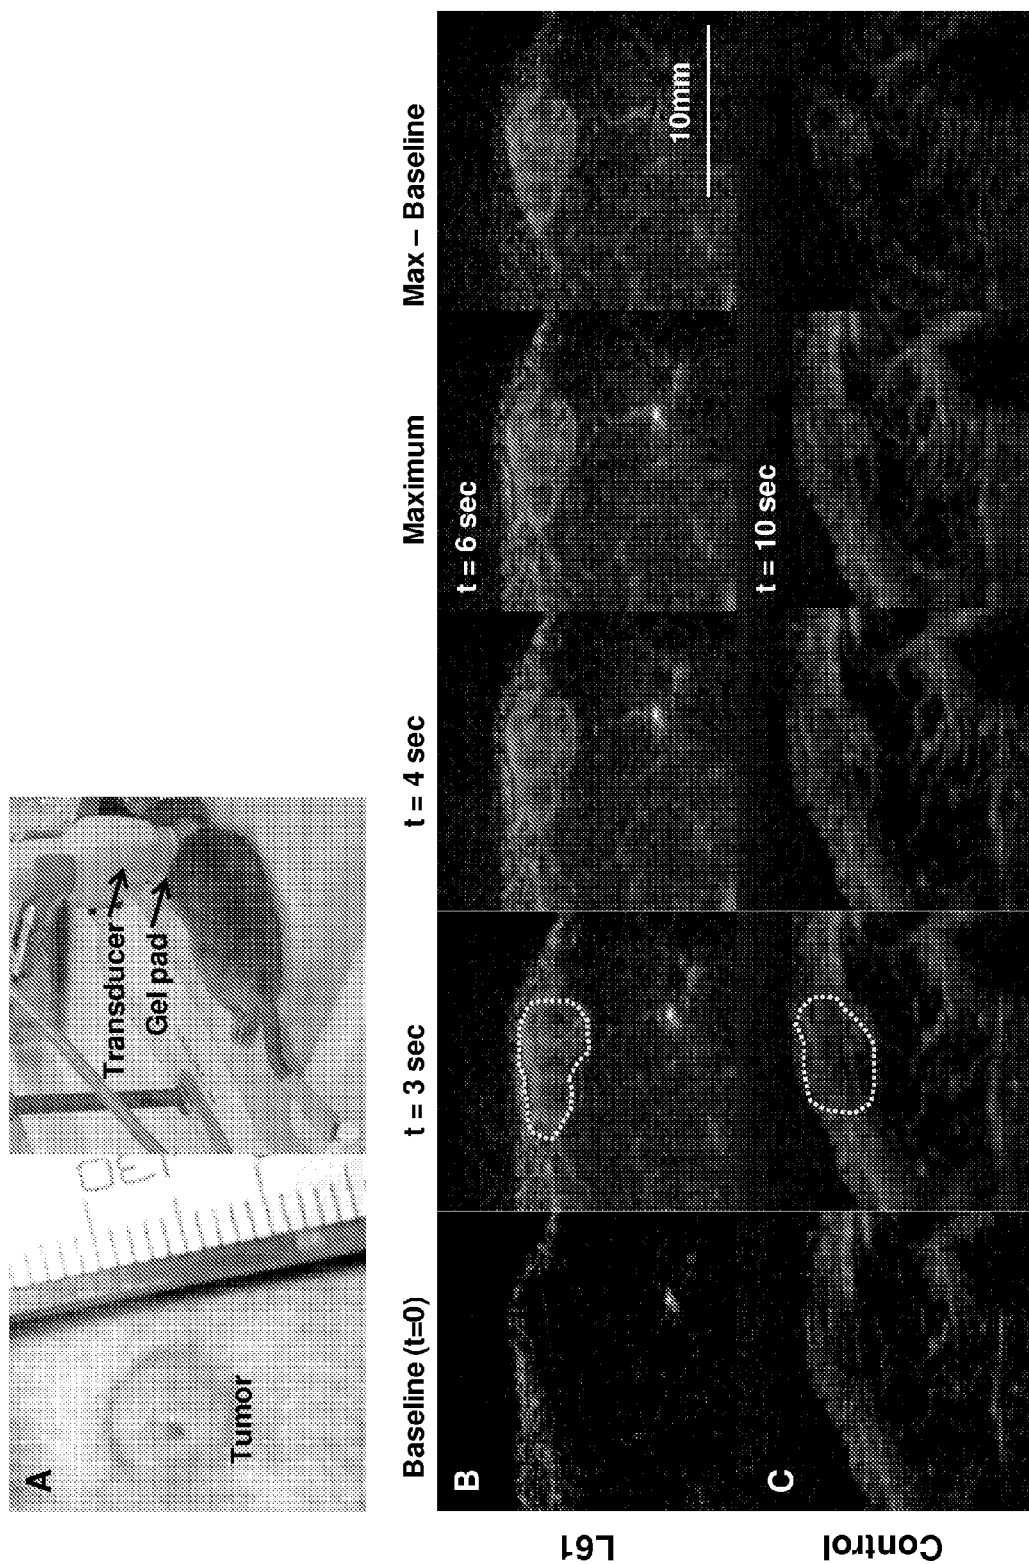 A
Tumor
30
Transducer
Gel pad
Baseline (t=0)
t = 3 sec
t = 4 sec
Maximum
Max – Baseline
B
t = 6 sec
10mm
L61
C
t = 10 sec
Control